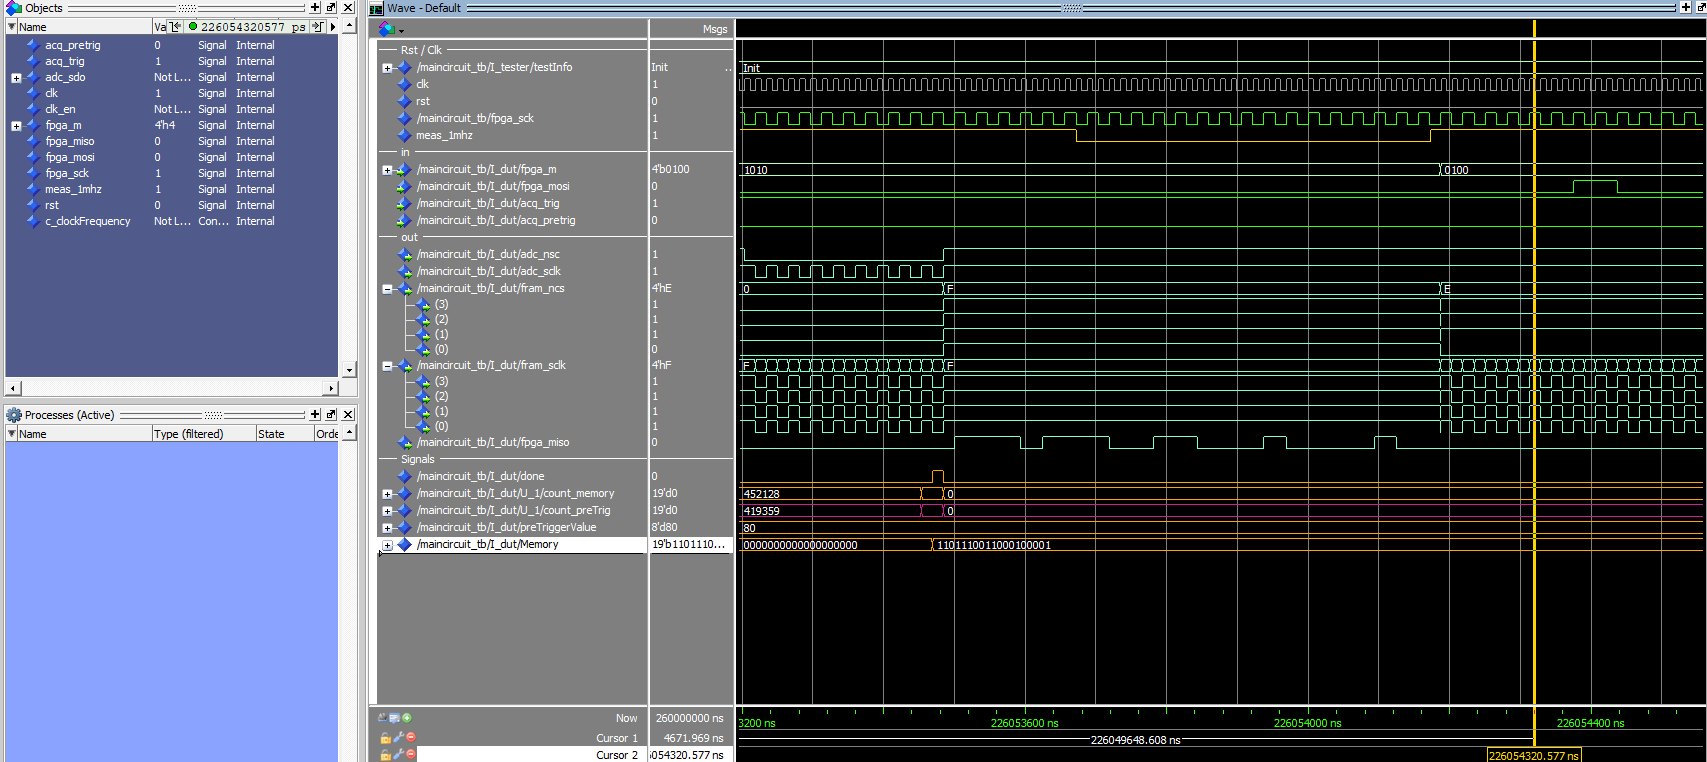 Objects
Name Va 226054320577 ps
acq_pretrig 0 Signal Internal
acq_trig 1 Signal Internal
adc_sdo Not L... Signal Internal
clk 1 Signal Internal
clk_en Not L... Signal Internal
fpga_m 4'h4 Signal Internal
fpga_miso 0 Signal Internal
fpga_mosi 0 Signal Internal
fpga_sck 1 Signal Internal
meas_1mhz 1 Signal Internal
rst 0 Signal Internal
c_clockFrequency Not L... Con... Internal
Processes (Active)
Name Type (filtered) State Orde
Wave - Default
Msgs
Rst / Clk
/maincircuit_tb/I_tester/testInfo Init .. Init
clk 1
rst 0
/maincircuit_tb/fpga_sck 1
meas_1mhz 1
in
/maincircuit_tb/I_dut/fpga_m 4'b0100 1010 0100
/maincircuit_tb/I_dut/fpga_mosi 0
/maincircuit_tb/I_dut/acq_trig 1
/maincircuit_tb/I_dut/acq_pretrig 0
out
/maincircuit_tb/I_dut/adc_nsc 1
/maincircuit_tb/I_dut/adc_sclk 1
/maincircuit_tb/I_dut/fram_ncs 4'hE 0 F E
(3) 1
(2) 1
(1) 1
(0) 0
/maincircuit_tb/I_dut/fram_sclk 4'hF F F
(3) 1
(2) 1
(1) 1
(0) 1
/maincircuit_tb/I_dut/fpga_miso 0
Signals
/maincircuit_tb/I_dut/done 0
/maincircuit_tb/I_dut/U_1/count_memory 19'd0 452128 0
/maincircuit_tb/I_dut/U_1/count_preTrig 19'd0 419359 0
/maincircuit_tb/I_dut/preTriggerValue 8'd80 80
/maincircuit_tb/I_dut/Memory 19'b1101110... 0000000000000000000 1101110011000100001
Now 260000000 ns 3200 ns 226053600 ns 226054000 ns 226054400 ns
Cursor 1 4671.969 ns 226049648.608 ns
Cursor 2 054320.577 ns 226054320.577 ns